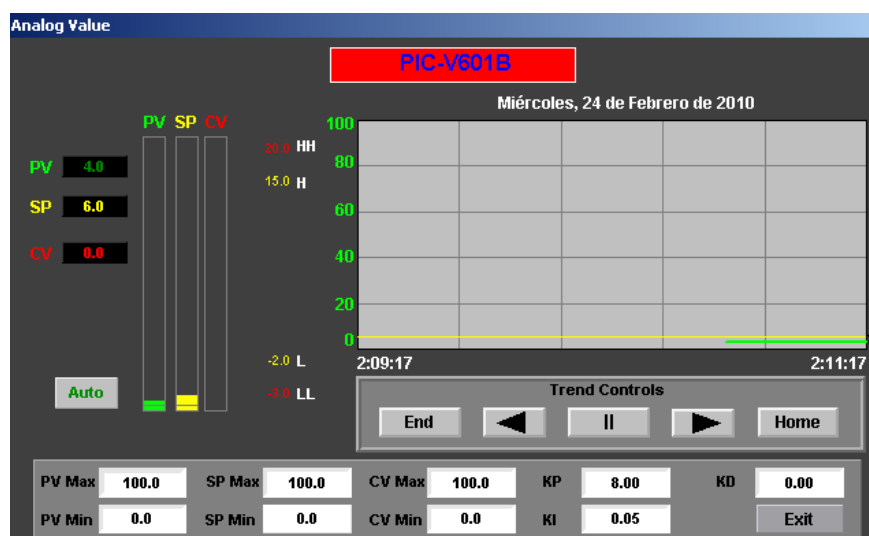 Analog Value
PIC-V601B
Miércoles, 24 de Febrero de 2010
PV SP CV
100
20.0 HH
80
PV 4.0
15.0 H
SP 6.0
60
CV 0.0
40
20
0
-2.0 L
2:09:17 2:11:17
Auto
-3.0 LL
Trend Controls
End II Home
PV Max 100.0 SP Max 100.0 CV Max 100.0 KP 8.00 KD 0.00
PV Min 0.0 SP Min 0.0 CV Min 0.0 KI 0.05 Exit